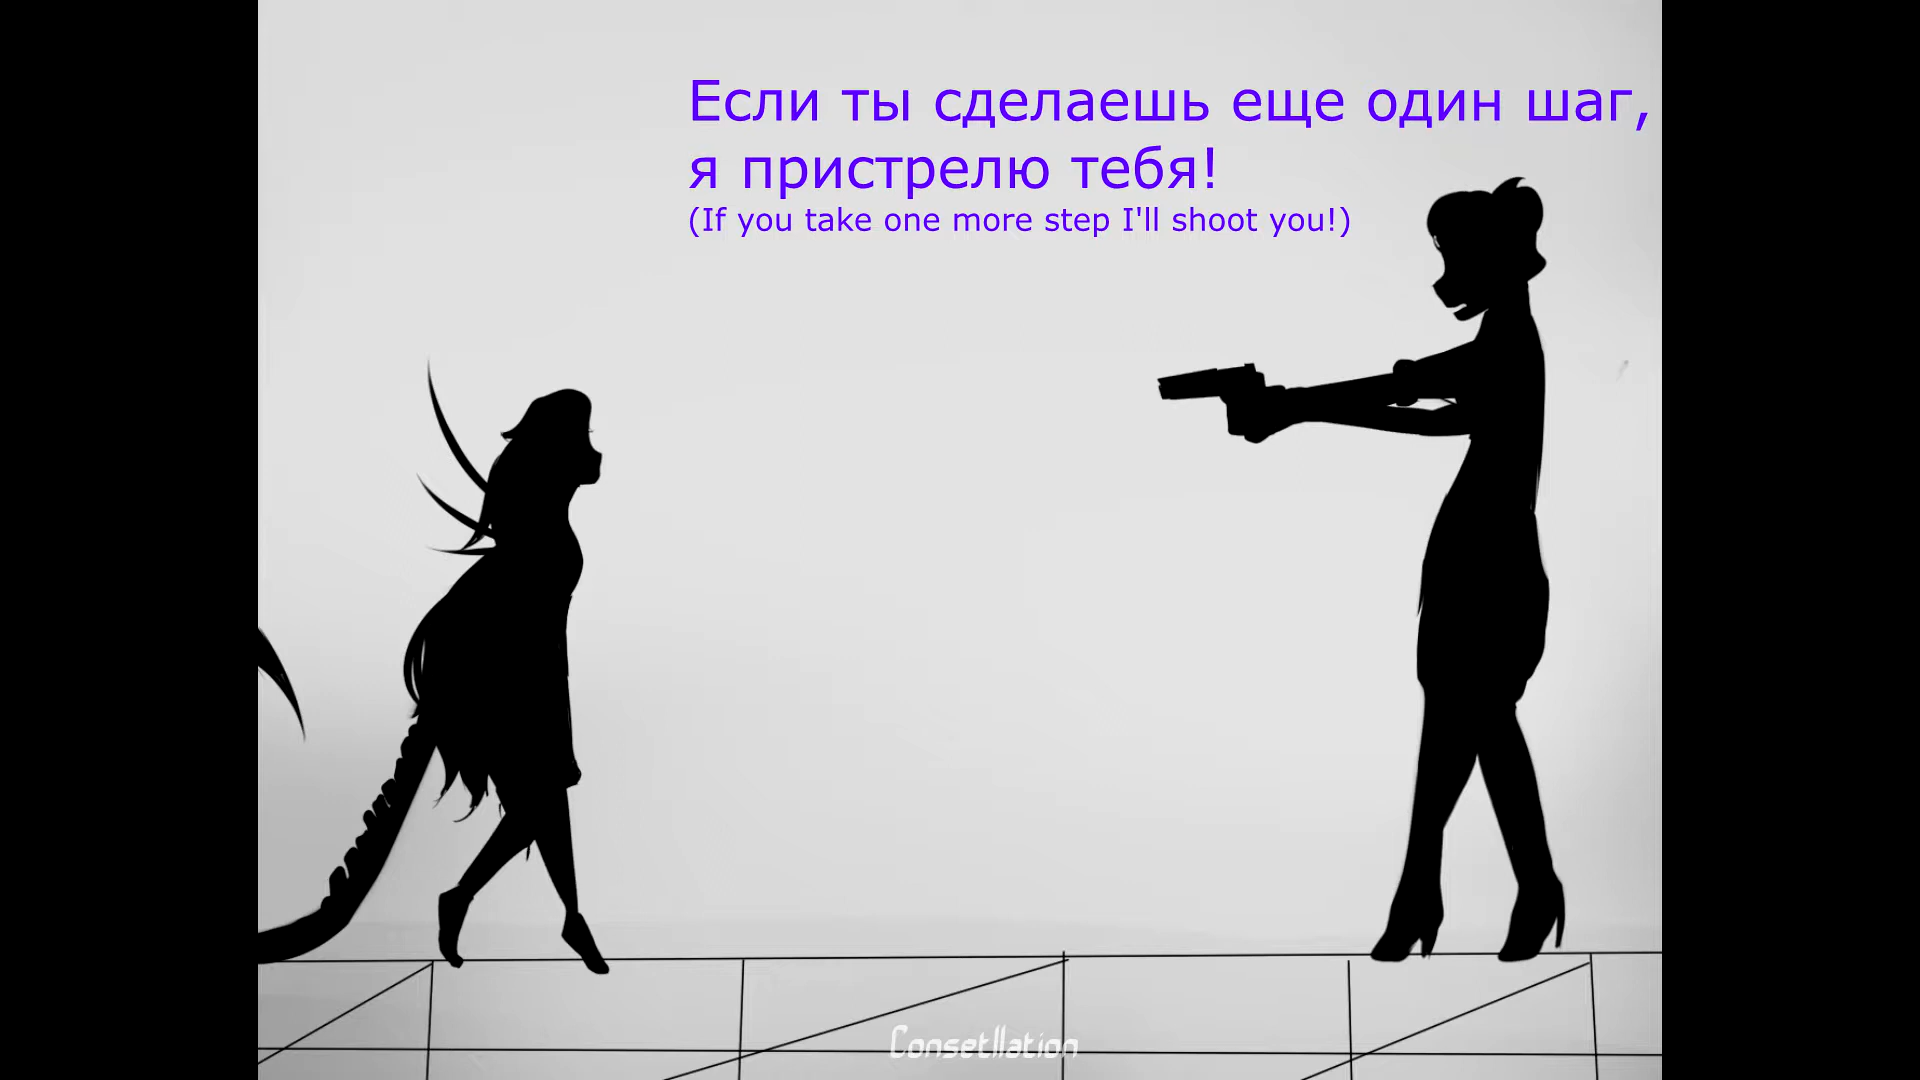 Если ты сделаешь еще один шаг,
я пристрелю тебя!
(If you take one more step I'll shoot you!)
Consetllation